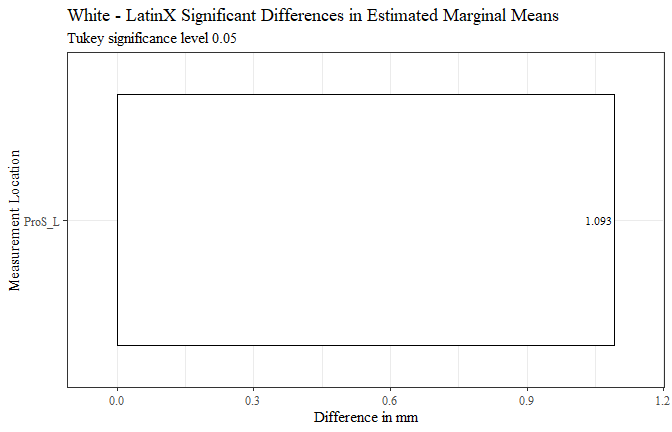 White - LatinX Significant Differences in Estimated Marginal Means
Tukey significance level 0.05
Measurement Location
ProS_L
1.093
0.0 0.3 0.6 0.9 1.2
Difference in mm